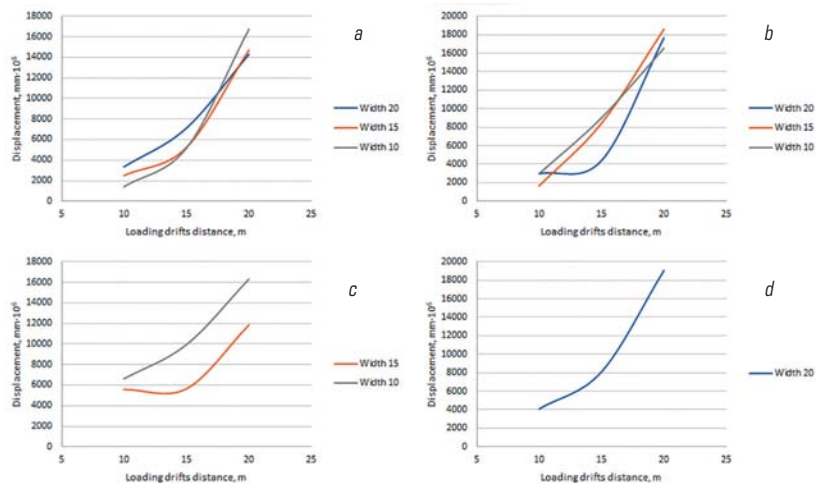 a
18000
16000
14000
12000
10000
8000
6000
4000
2000
0
5 10 15 20 25
Displacement, mm·10⁶
Loading drifts distance, m
Width 20
Width 15
Width 10
b
20000
18000
16000
14000
12000
10000
8000
6000
4000
2000
0
5 10 15 20 25
Displacement, mm·10⁶
Loading drifts distance, m
Width 20
Width 15
Width 10
c
18000
16000
14000
12000
10000
8000
6000
4000
2000
0
5 10 15 20 25
Displacement, mm·10⁶
Loading drifts distance, m
Width 15
Width 10
d
20000
18000
16000
14000
12000
10000
8000
6000
4000
2000
0
5 10 15 20 25
Displacement, mm·10⁶
Loading drifts distance, m
Width 20